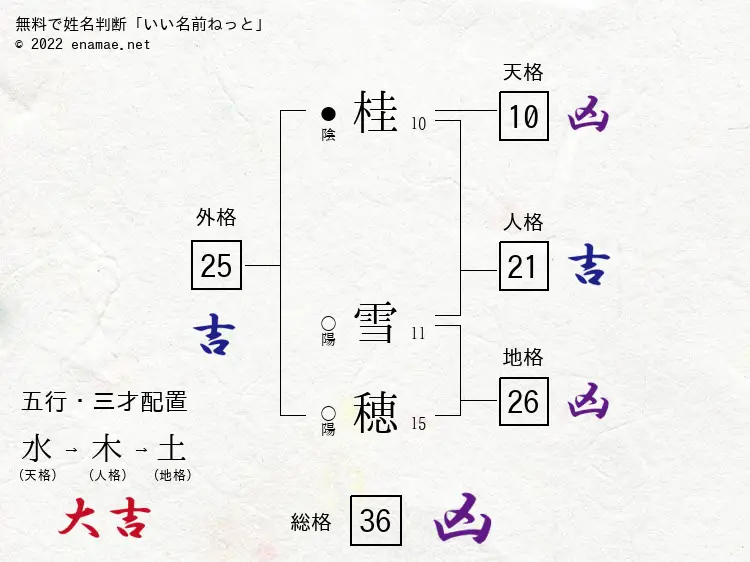 無料で姓名判断「いい名前ねっと」
© 2022 enamae.net
天格
10 凶
● 桂 10
陰
外格
25
吉
人格
21 吉
○ 雪 11
陽
地格
26 凶
○ 穂 15
陽
五行・三才配置
水→木→土
(天格) (人格) (地格)
大吉
総格 36 凶